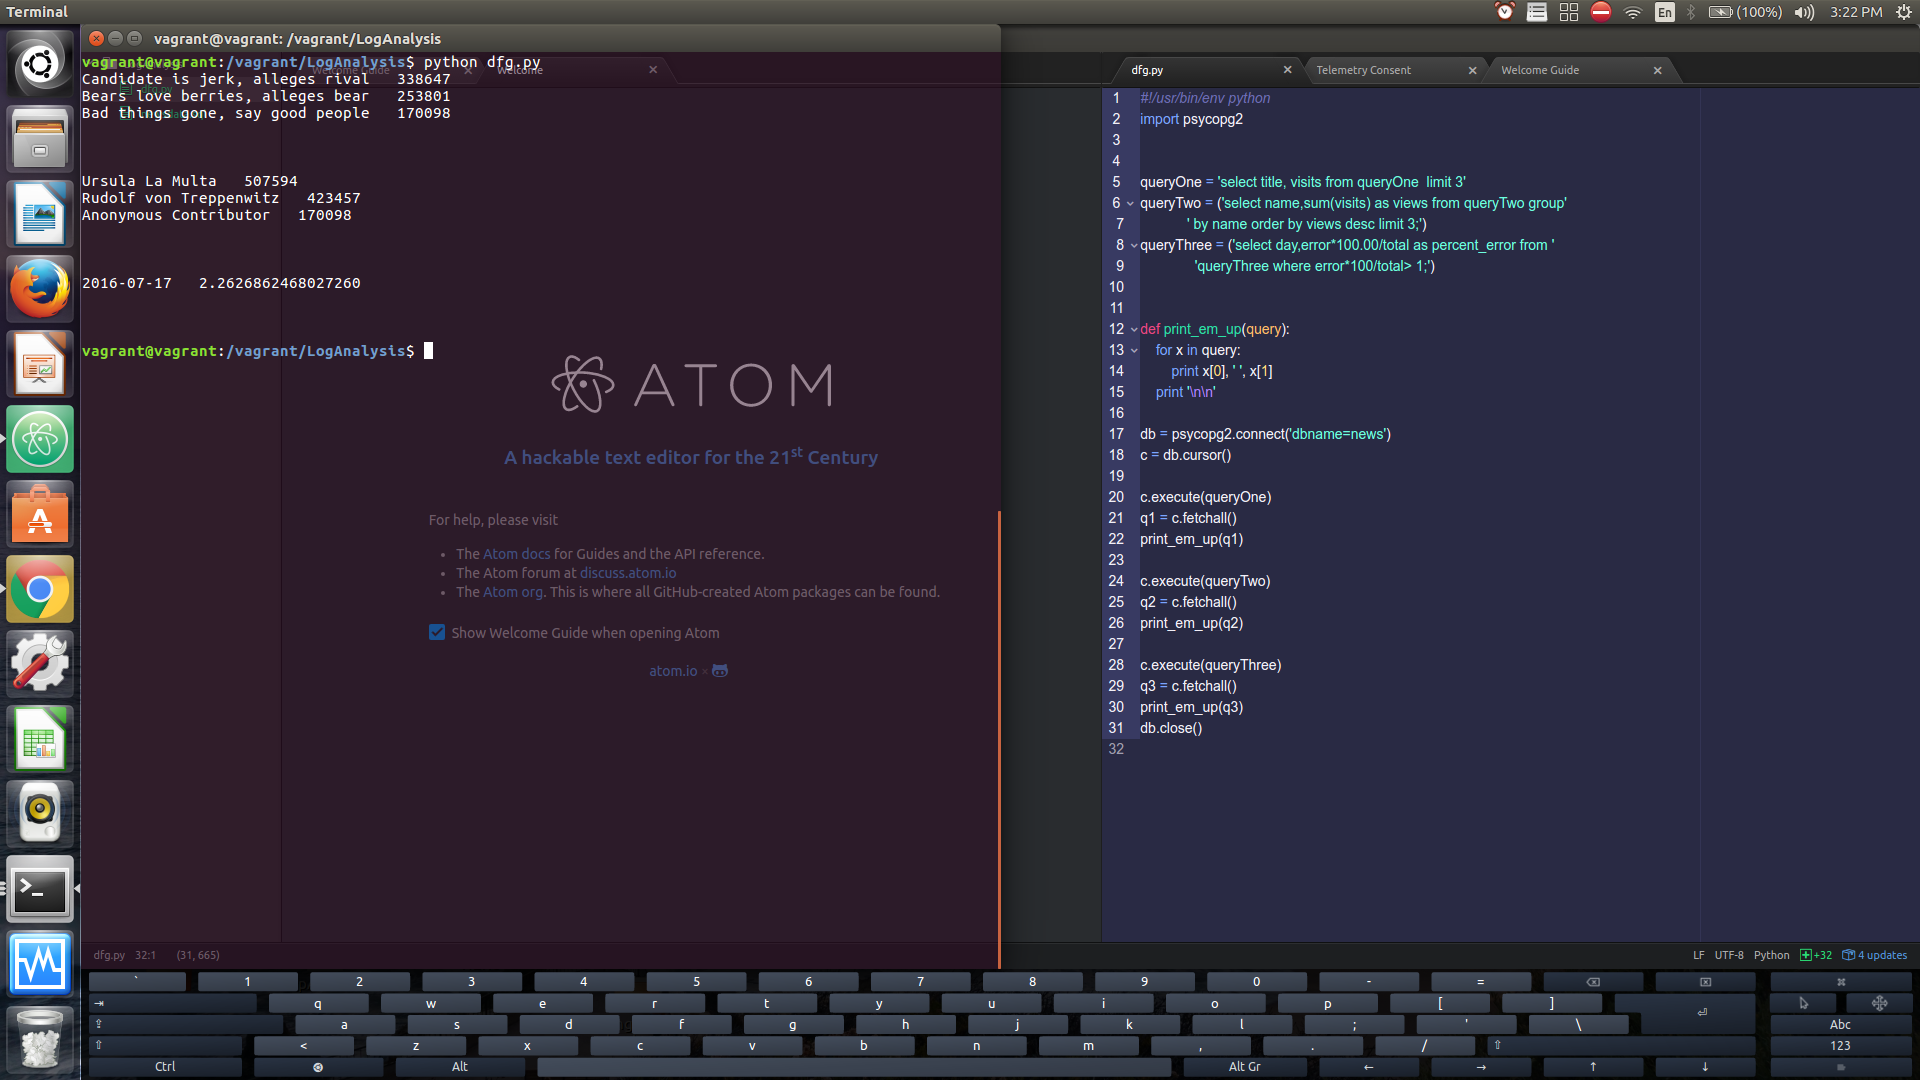 Terminal
En
(100%)
3:22 PM
vagrant@vagrant: /vagrant/LogAnalysis
vagrant@vagrant:/vagrant/LogAnalysis$ python dfg.py
Candidate is jerk, alleges rival   338647
Bears love berries, alleges bear   253801
Bad things gone, say good people   170098
Ursula La Multa   507594
Rudolf von Treppenwitz   423457
Anonymous Contributor   170098
2016-07-17   2.2626862468027260
vagrant@vagrant:/vagrant/LogAnalysis$
Welcome Guide
Welcome
dfg.py
ATOM
A hackable text editor for the 21st Century
For help, please visit
• The Atom docs for Guides and the API reference.
• The Atom forum at discuss.atom.io
• The Atom org. This is where all GitHub-created Atom packages can be found.
Show Welcome Guide when opening Atom
atom.io ×
dfg.py
Telemetry Consent
Welcome Guide
1 #!/usr/bin/env python
2 import psycopg2
3
4
5 queryOne = 'select title, visits from queryOne  limit 3'
6 queryTwo = ('select name,sum(visits) as views from queryTwo group'
7 ' by name order by views desc limit 3;')
8 queryThree = ('select day,error*100.00/total as percent_error from '
9 'queryThree where error*100/total> 1;')
10
11
12 def print_em_up(query):
13     for x in query:
14         print x[0], ' ', x[1]
15     print '\n\n'
16
17 db = psycopg2.connect('dbname=news')
18 c = db.cursor()
19
20 c.execute(queryOne)
21 q1 = c.fetchall()
22 print_em_up(q1)
23
24 c.execute(queryTwo)
25 q2 = c.fetchall()
26 print_em_up(q2)
27
28 c.execute(queryThree)
29 q3 = c.fetchall()
30 print_em_up(q3)
31 db.close()
32
dfg.py 32:1 (31, 665)
LF UTF-8 Python +32 4 updates
` 1 2 3 4 5 6 7 8 9 0 - =
q w e r t y u i o p [ ]
a s d f g h j k l ; ' \ Abc
< z x c v b n m , . / 123
Ctrl Alt Alt Gr ← → ↑ ↓